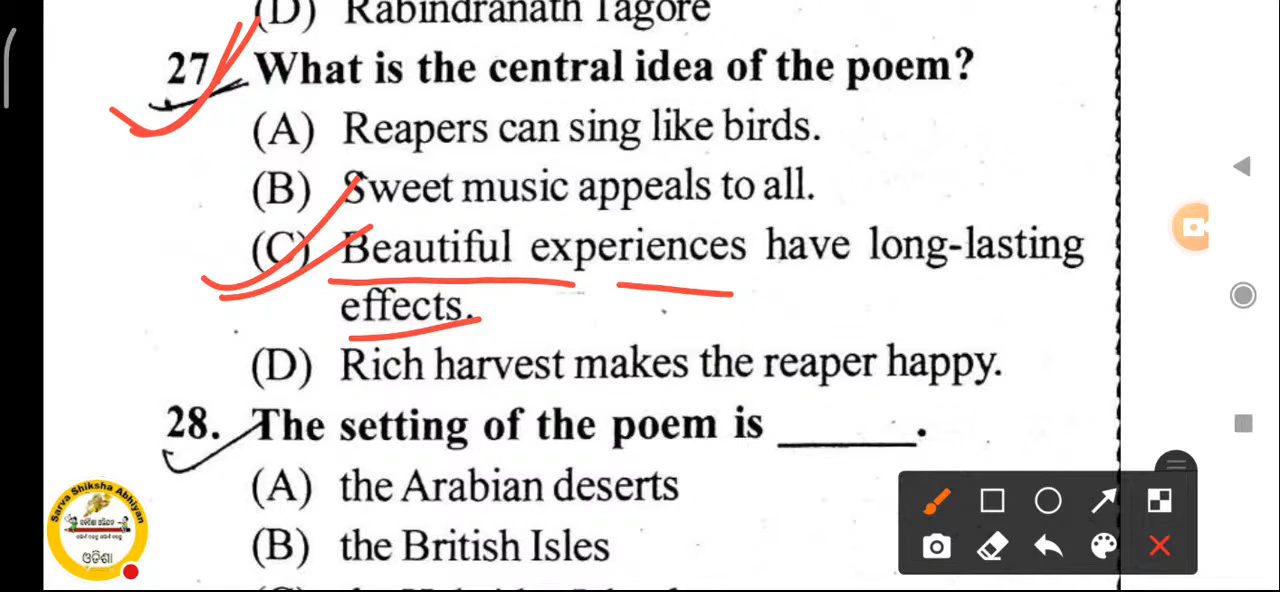 (D) Rabindranath Tagore
27. What is the central idea of the poem?
(A) Reapers can sing like birds.
(B) Sweet music appeals to all.
(C) Beautiful experiences have long-lasting
effects.
(D) Rich harvest makes the reaper happy.
28. The setting of the poem is ______.
(A) the Arabian deserts
(B) the British Isles
Sarva Shiksha Abhiyan
ଓଡିଶା